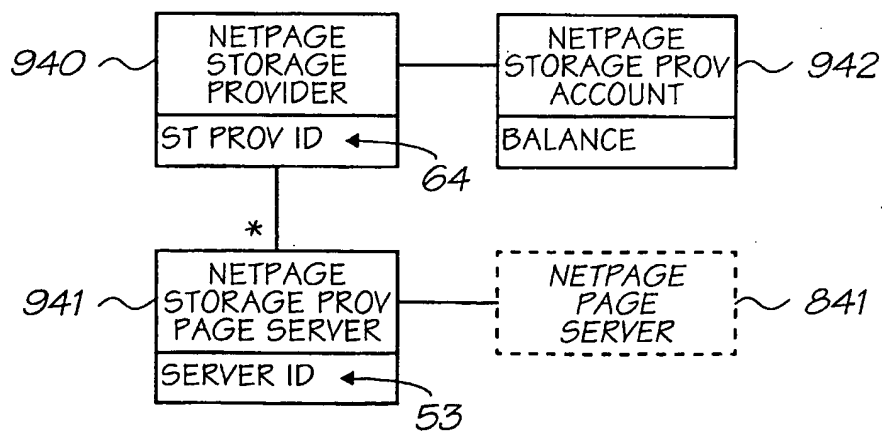 940
NETPAGE
STORAGE
PROVIDER
ST PROV ID
64
NETPAGE
STORAGE PROV
ACCOUNT
BALANCE
942
*
941
NETPAGE
STORAGE PROV
PAGE SERVER
SERVER ID
53
NETPAGE
PAGE
SERVER
841